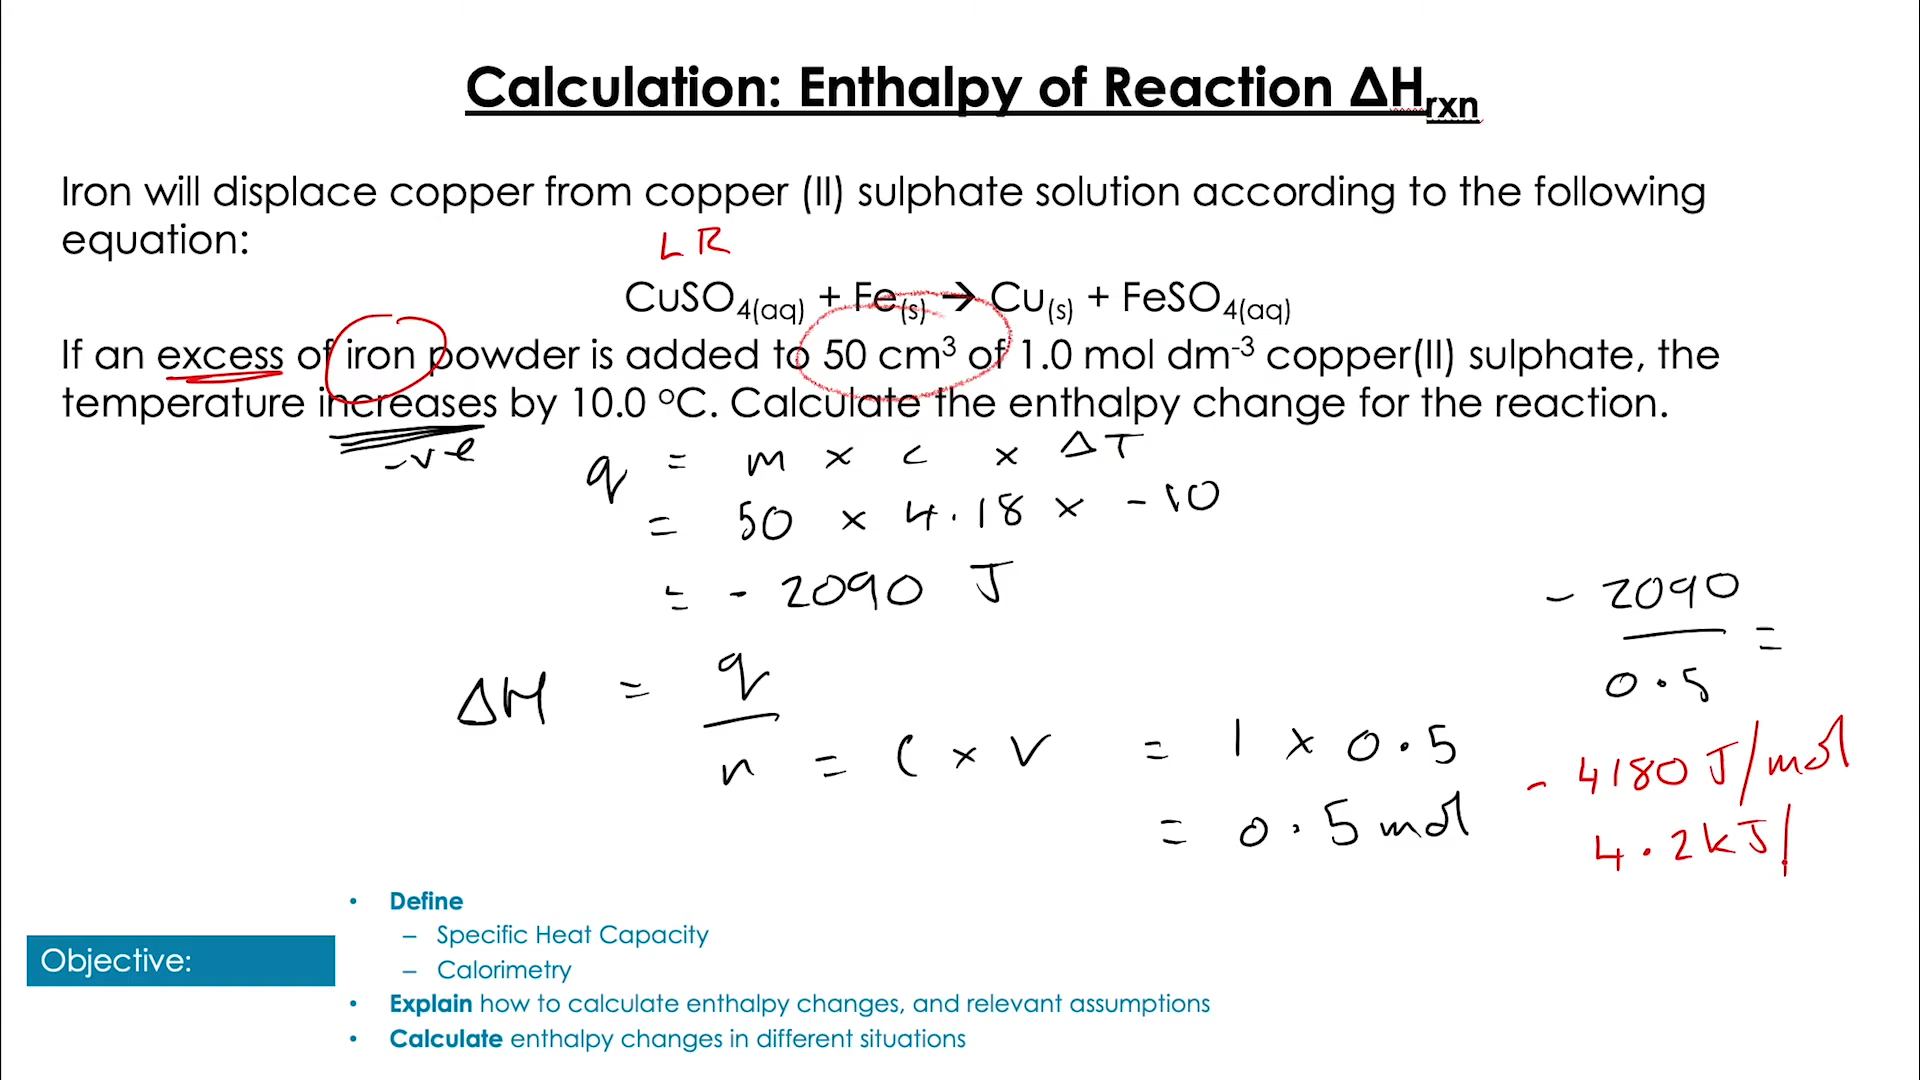 Calculation: Enthalpy of Reaction ΔHrxn
Iron will displace copper from copper (II) sulphate solution according to the following
equation:
LR
CuSO4(aq) + Fe(s) → Cu(s) + FeSO4(aq)
If an excess of iron powder is added to 50 cm³ of 1.0 mol dm⁻³ copper(II) sulphate, the
temperature increases by 10.0 °C. Calculate the enthalpy change for the reaction.
-ve
q = m × c × ΔT
= 50 × 4.18 × -10
= - 2090 J
ΔH = q
n = C × V = 1 × 0.5
= 0.5 mol
- 2090
0.5 =
- 4180 J/mol
4.2 kJ/
Objective:
• Define
– Specific Heat Capacity
– Calorimetry
• Explain how to calculate enthalpy changes, and relevant assumptions
• Calculate enthalpy changes in different situations